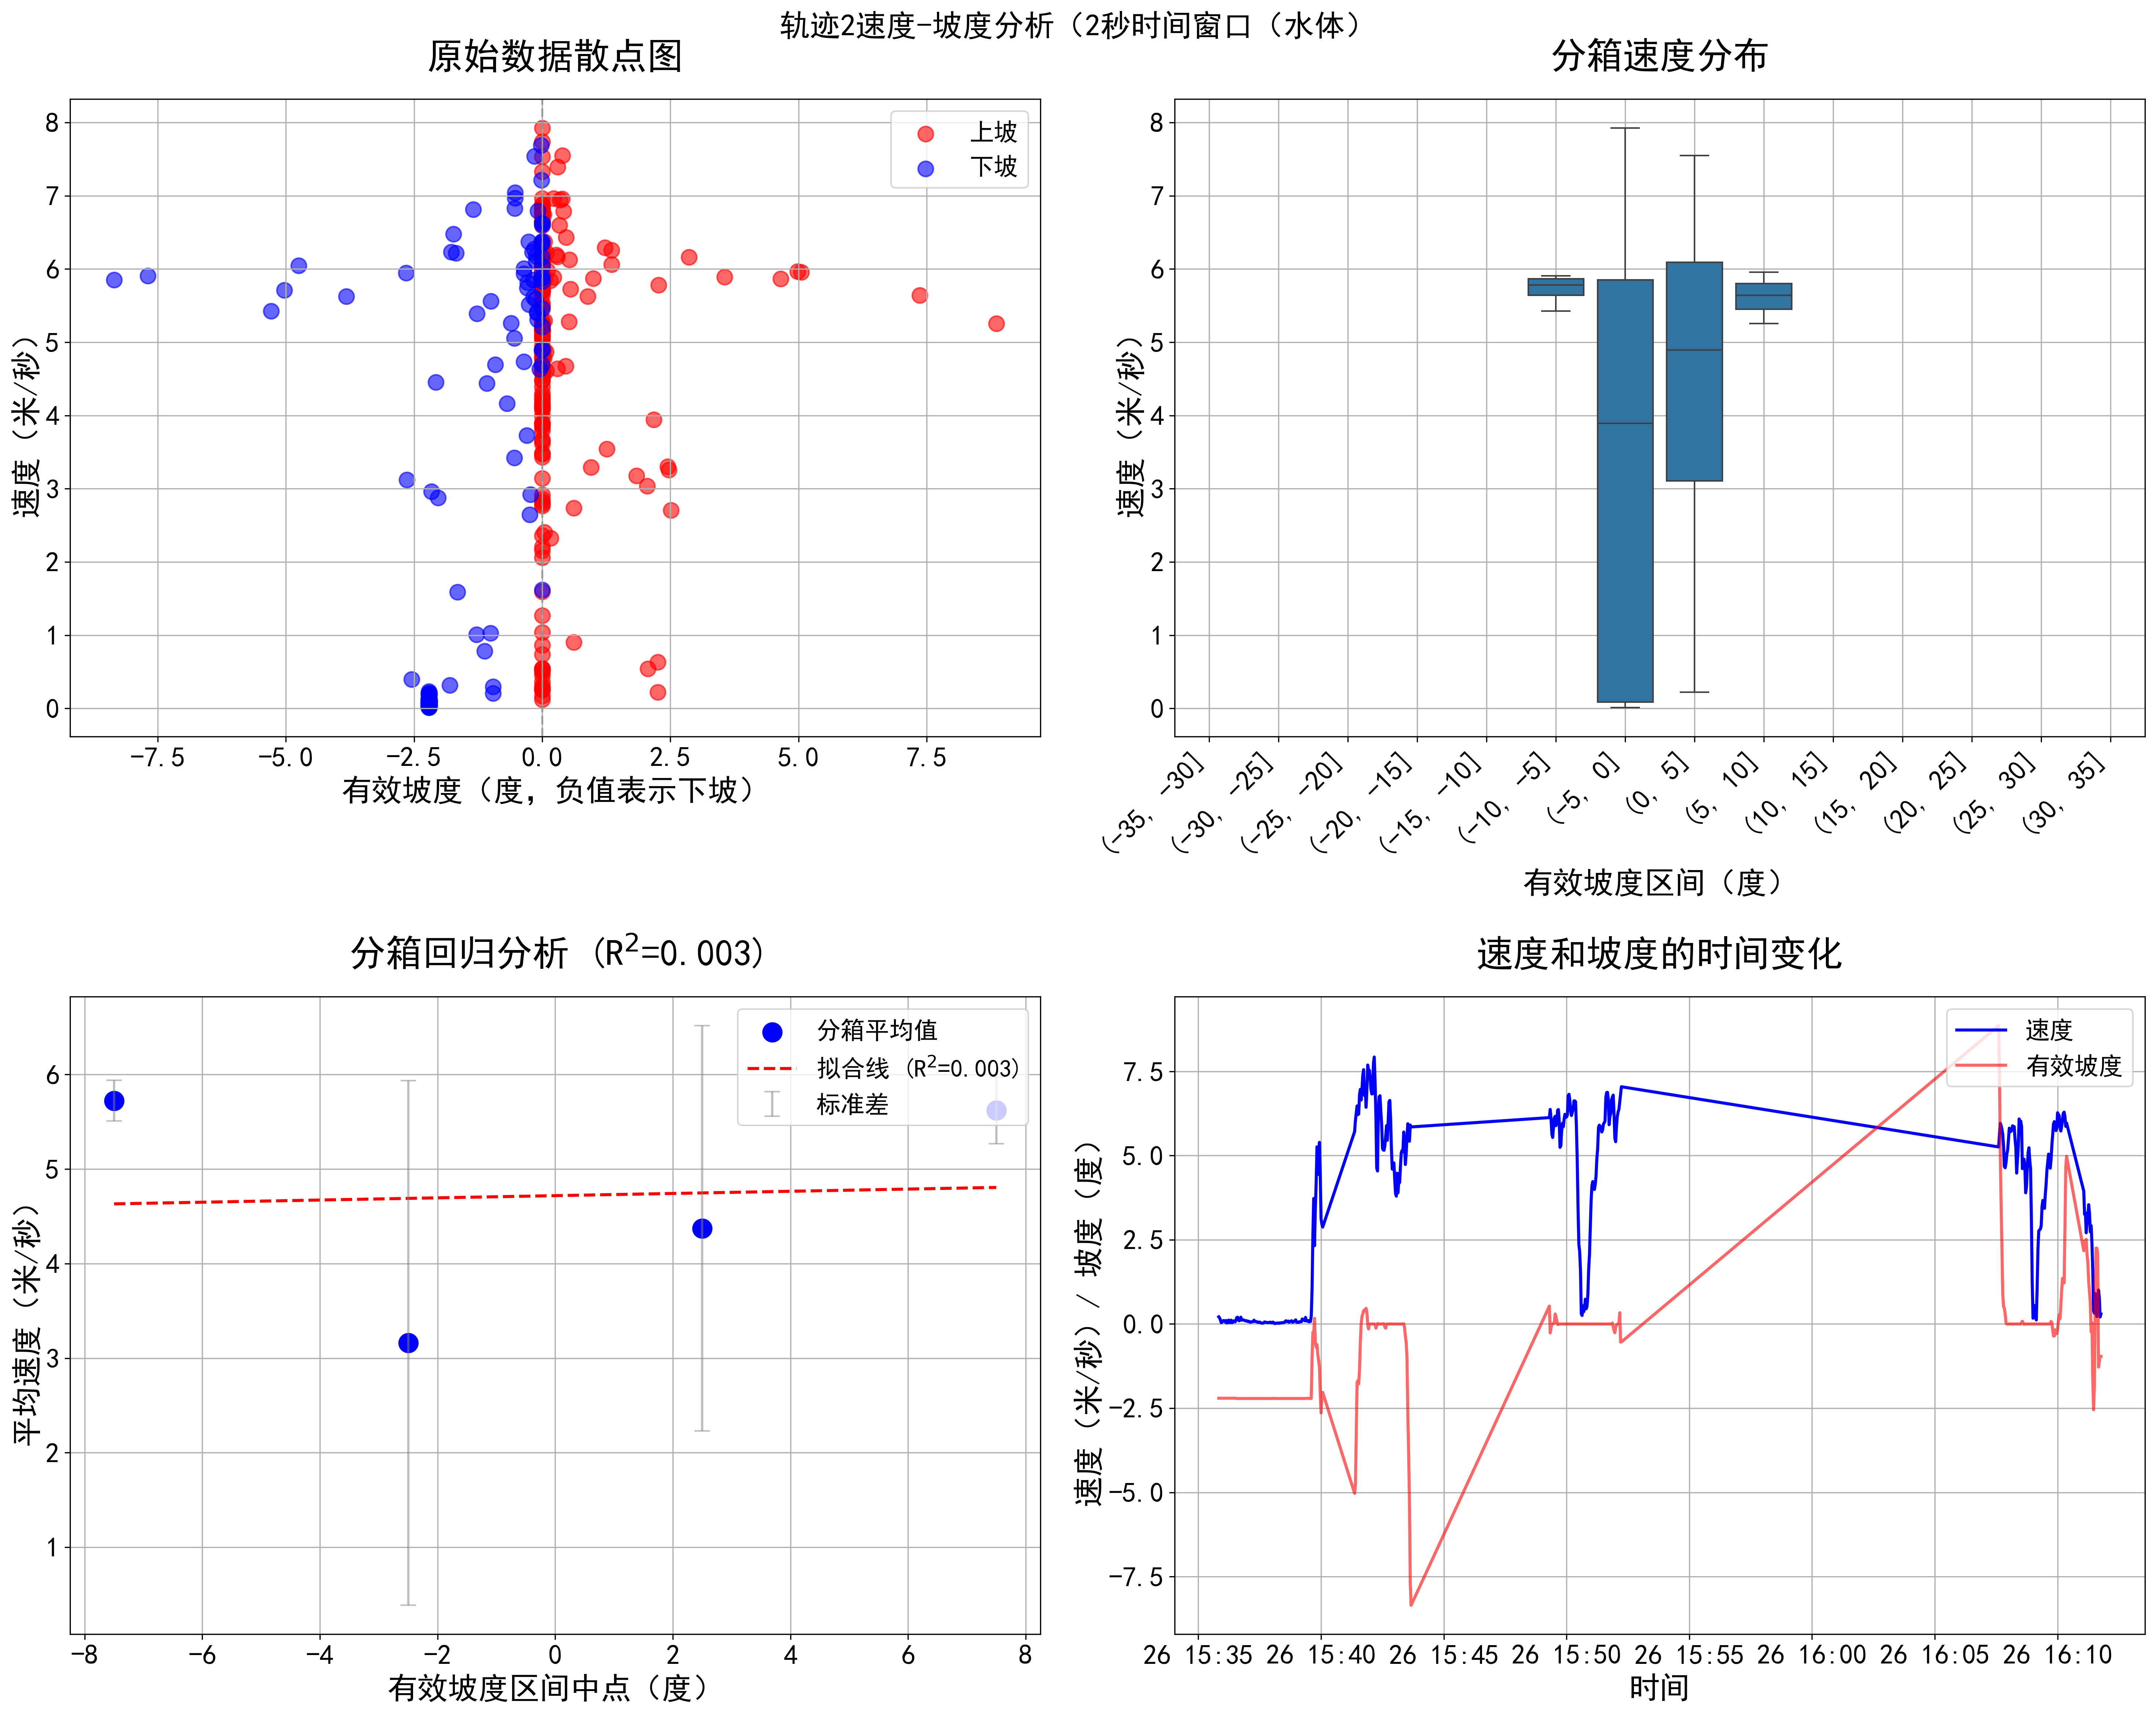 轨迹2速度-坡度分析（2秒时间窗口（水体）
原始数据散点图
上坡
下坡
8
7
6
5
4
3
2
1
0
速度（米/秒）
-7.5 -5.0 -2.5 0.0 2.5 5.0 7.5
有效坡度（度，负值表示下坡）
分箱速度分布
8
7
6
5
4
3
2
1
0
速度（米/秒）
(-35, -30] (-30, -25] (-25, -20] (-20, -15] (-15, -10] (-10, -5] (-5, 0] (0, 5] (5, 10] (10, 15] (15, 20] (20, 25] (25, 30] (30, 35]
有效坡度区间（度）
分箱回归分析 (R²=0.003)
分箱平均值
拟合线 (R²=0.003)
标准差
6
5
4
3
2
1
平均速度（米/秒）
-8 -6 -4 -2 0 2 4 6 8
有效坡度区间中点（度）
速度和坡度的时间变化
速度
有效坡度
7.5
5.0
2.5
0.0
-2.5
-5.0
-7.5
速度（米/秒）/ 坡度（度）
26 15:35 26 15:40 26 15:45 26 15:50 26 15:55 26 16:00 26 16:05 26 16:10
时间